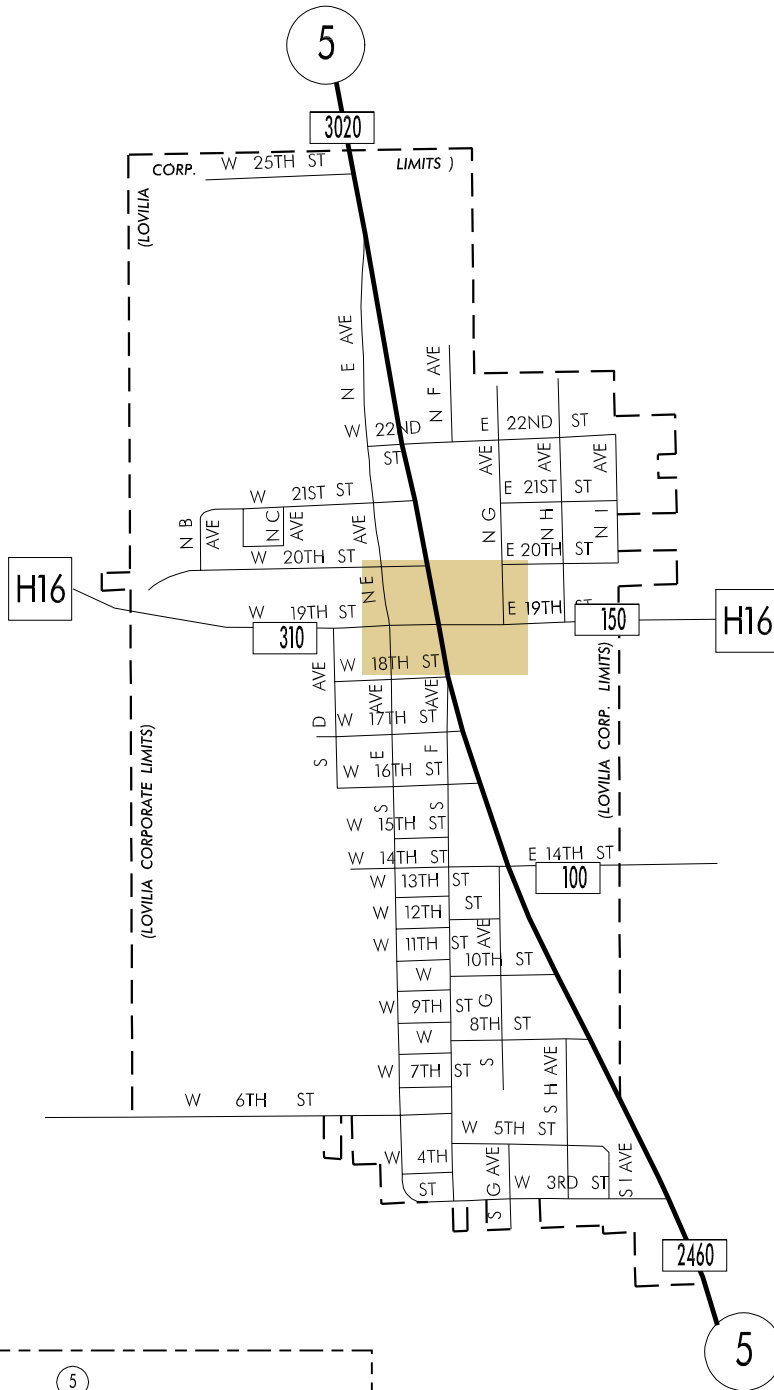 5
3020
CORP.
W 25TH ST
LIMITS )
(LOVILIA
N E AVE
N F AVE
W 22ND
ST
E 22ND ST
AVE
AVE
AVE
W 21ST ST
E 21ST ST
N B
AVE
N C
AVE
AVE
N G
N H
N I
W 20TH ST
E 20TH ST
H16
N E
W 19TH ST
E 19TH ST
310
150
H16
W 18TH ST
S D AVE
AVE
AVE
W 17TH ST
E
F
W 16TH ST
S
S
(LOVILIA CORP. LIMITS)
(LOVILIA CORPORATE LIMITS)
W 15TH ST
W 14TH ST
E 14TH ST
100
W 13TH ST
W 12TH
ST
W 11TH ST
AVE
W
10TH ST
W 9TH ST
G
W
8TH ST
S
W 7TH ST
S H AVE
W 6TH ST
W 5TH ST
W 4TH
ST
S G AVE
W 3RD ST
S I AVE
2460
5
5